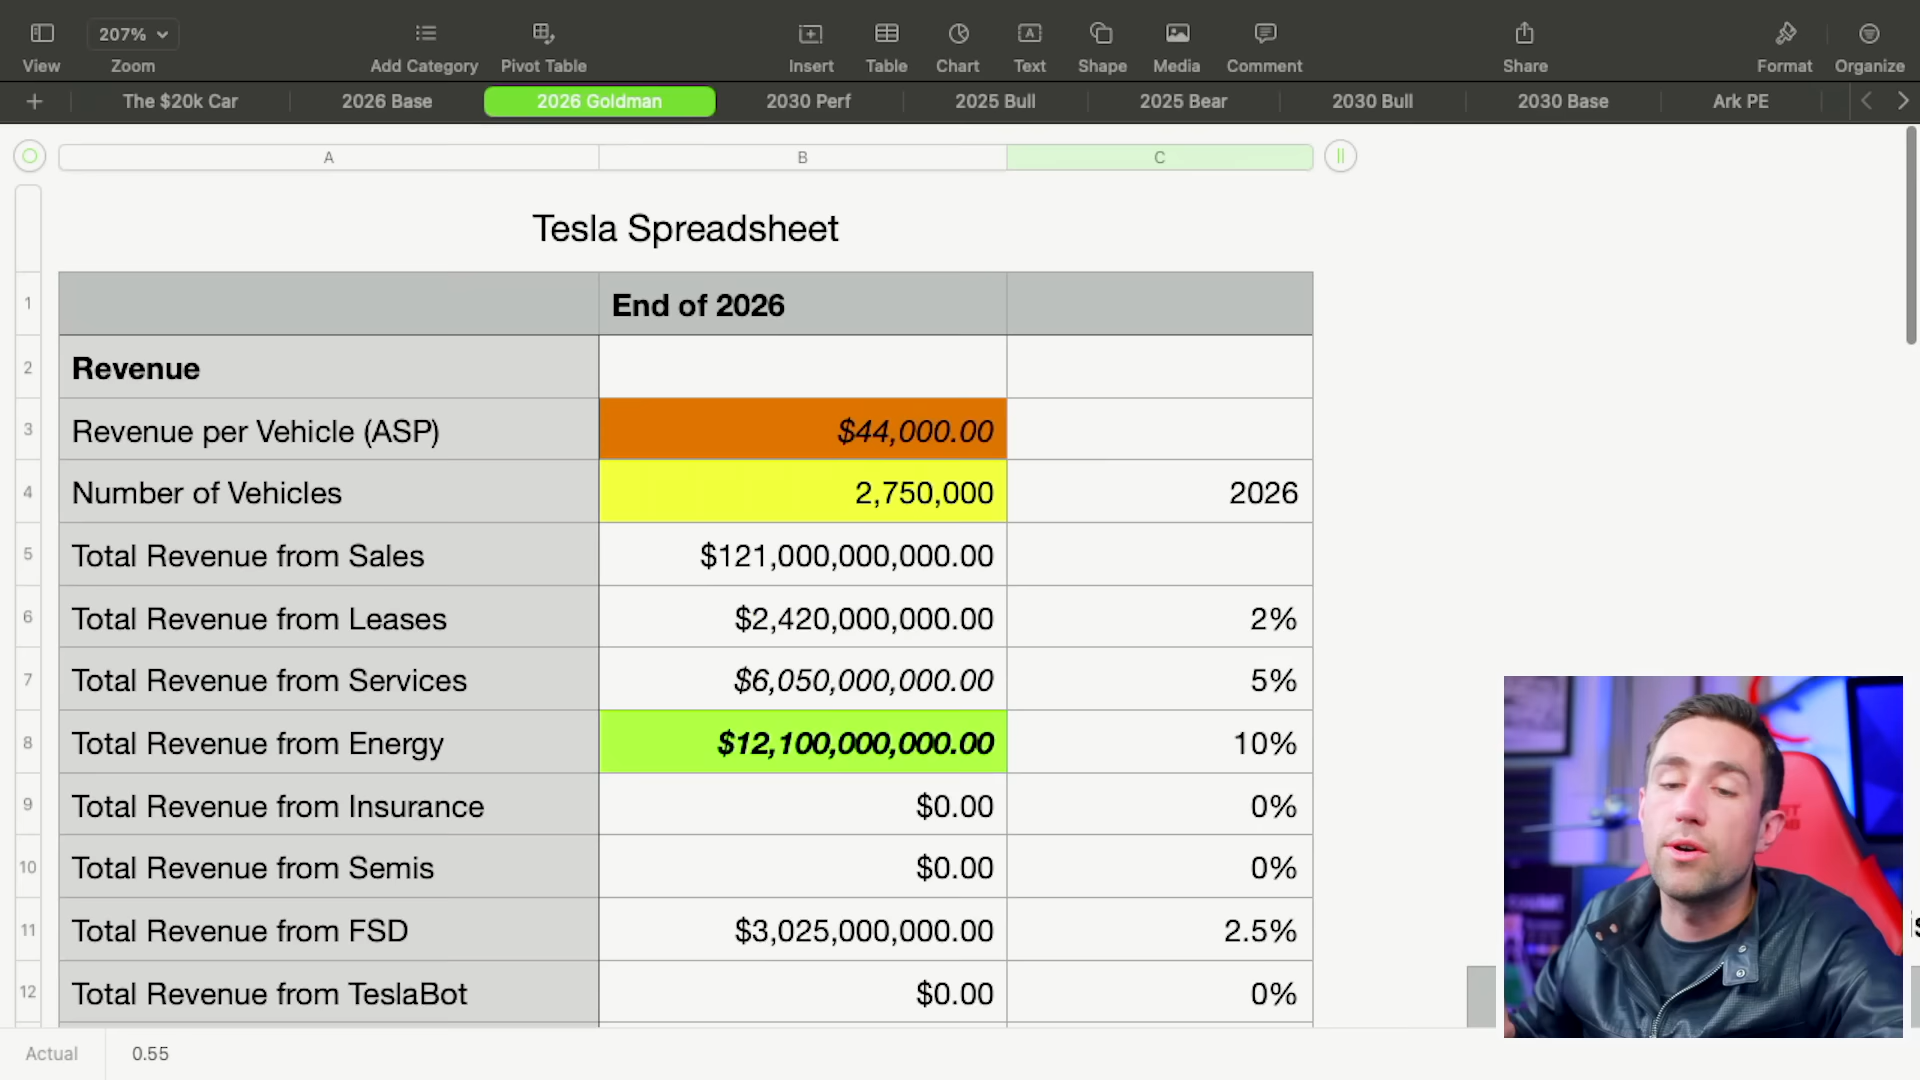 207%
View
Zoom
Add Category
Pivot Table
Insert
Table
Chart
Text
Shape
Media
Comment
Share
Format
Organize
The $20k Car
2026 Base
2026 Goldman
2030 Perf
2025 Bull
2025 Bear
2030 Bull
2030 Base
Ark PE
A B C
Tesla Spreadsheet
1 End of 2026
2 Revenue
3 Revenue per Vehicle (ASP) $44,000.00
4 Number of Vehicles 2,750,000 2026
5 Total Revenue from Sales $121,000,000,000.00
6 Total Revenue from Leases $2,420,000,000.00 2%
7 Total Revenue from Services $6,050,000,000.00 5%
8 Total Revenue from Energy $12,100,000,000.00 10%
9 Total Revenue from Insurance $0.00 0%
10 Total Revenue from Semis $0.00 0%
11 Total Revenue from FSD $3,025,000,000.00 2.5%
12 Total Revenue from TeslaBot $0.00 0%
Actual 0.55